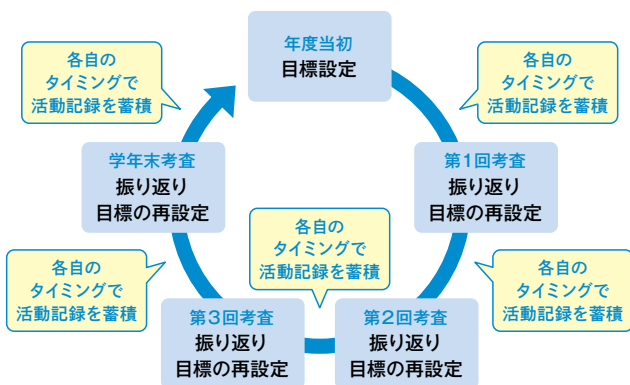 年度当初
目標設定
各自の
タイミングで
活動記録を蓄積
第1回考査
振り返り
目標の再設定
各自の
タイミングで
活動記録を蓄積
第2回考査
振り返り
目標の再設定
各自の
タイミングで
活動記録を蓄積
第3回考査
振り返り
目標の再設定
各自の
タイミングで
活動記録を蓄積
学年末考査
振り返り
目標の再設定
各自の
タイミングで
活動記録を蓄積